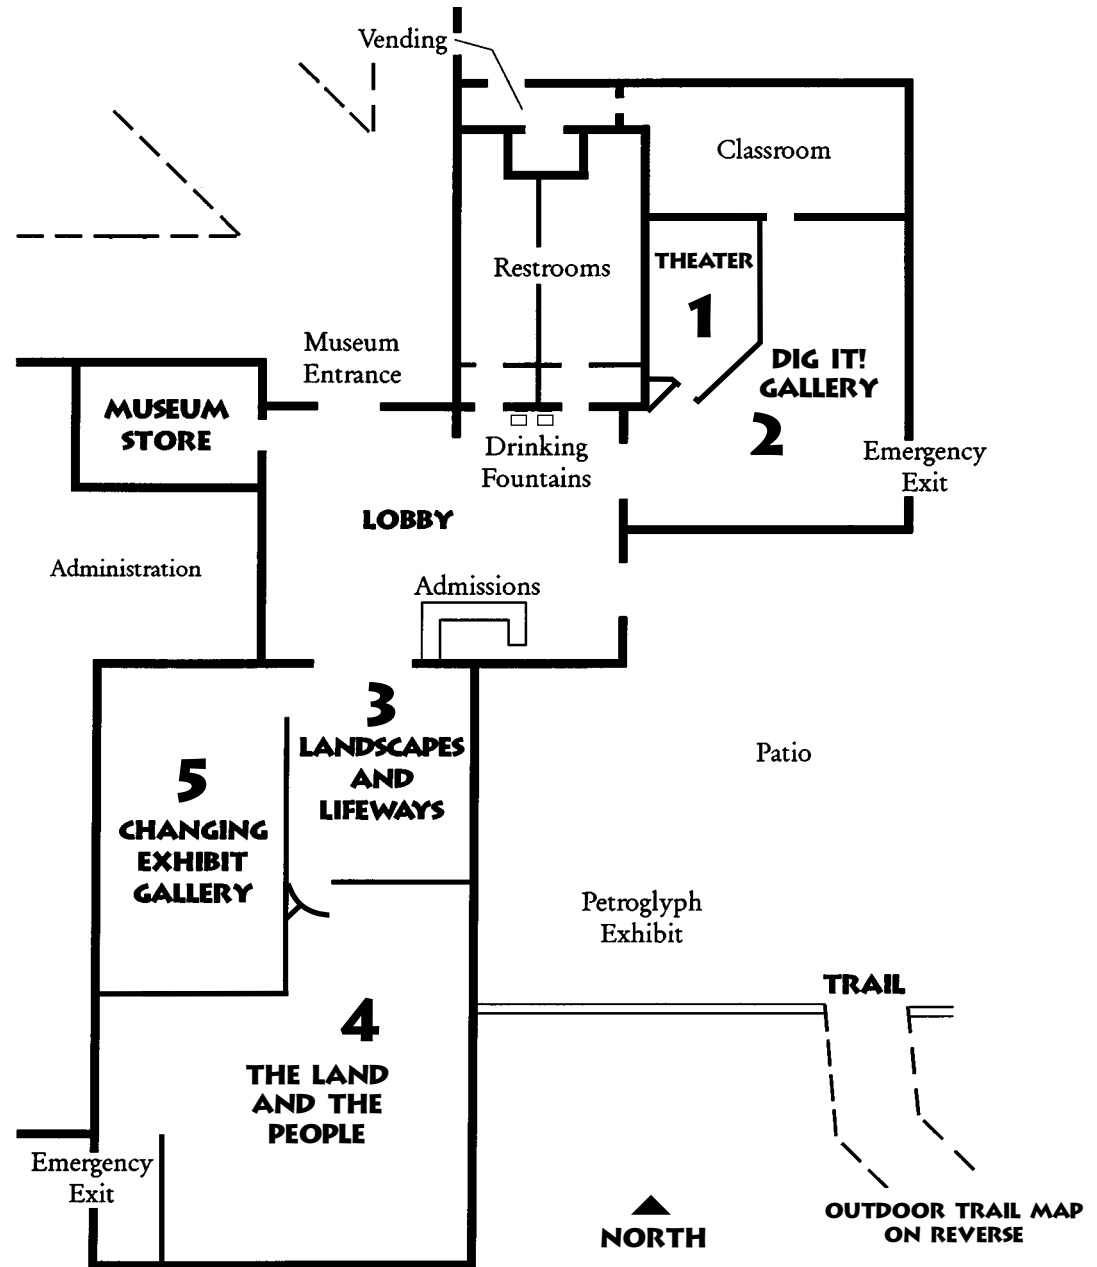 Vending
Classroom
THEATER
1
Restrooms
Museum
Entrance
DIG IT!
GALLERY
2
MUSEUM
STORE
Drinking
Fountains
Emergency
Exit
LOBBY
Administration
Admissions
3
LANDSCAPES
AND
LIFEWAYS
5
CHANGING
EXHIBIT
GALLERY
Patio
Petroglyph
Exhibit
TRAIL
4
THE LAND
AND THE
PEOPLE
Emergency
Exit
NORTH
OUTDOOR TRAIL MAP
ON REVERSE